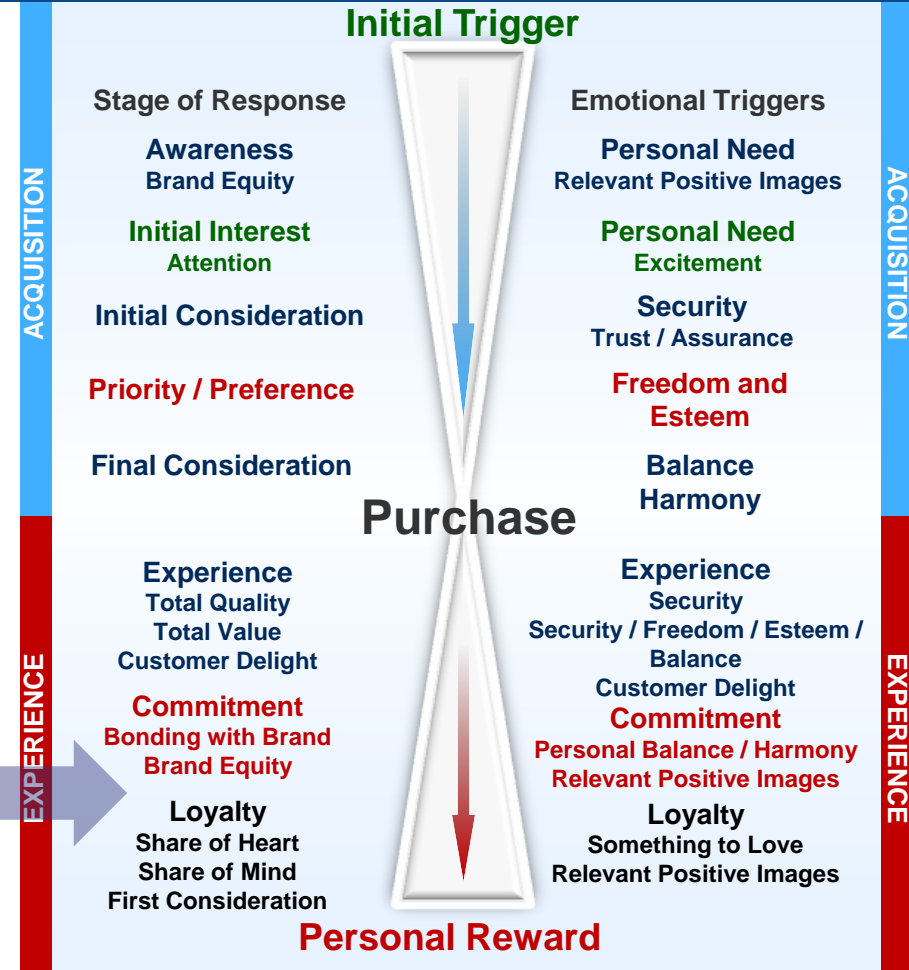 Initial Trigger
Stage of Response
Emotional Triggers
ACQUISITION
ACQUISITION
Awareness
Brand Equity
Personal Need
Relevant Positive Images
Initial Interest
Attention
Personal Need
Excitement
Initial Consideration
Security
Trust / Assurance
Priority / Preference
Freedom and
Esteem
Final Consideration
Balance
Harmony
Purchase
EXPERIENCE
EXPERIENCE
Experience
Total Quality
Total Value
Customer Delight
Experience
Security
Security / Freedom / Esteem /
Balance
Customer Delight
Commitment
Bonding with Brand
Brand Equity
Commitment
Personal Balance / Harmony
Relevant Positive Images
Loyalty
Share of Heart
Share of Mind
First Consideration
Loyalty
Something to Love
Relevant Positive Images
Personal Reward